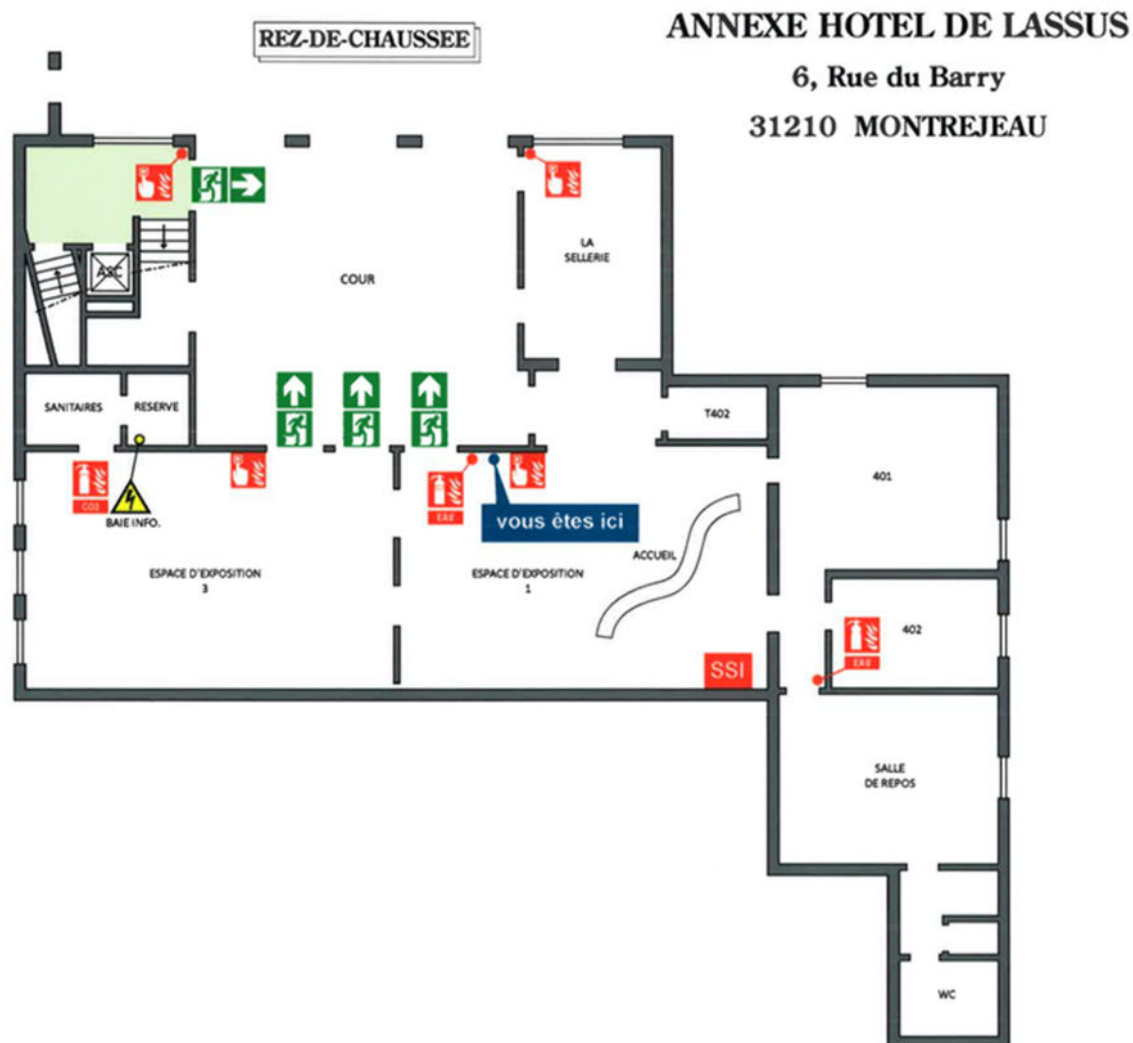 REZ-DE-CHAUSSEE
ANNEXE HOTEL DE LASSUS
6, Rue du Barry
31210 MONTREJEAU
LA
SELLERIE
ASC
COUR
SANITAIRES
RESERVE
T402
401
CO2
BAIE INFO.
EAU
vous êtes ici
ESPACE D'EXPOSITION
3
ESPACE D'EXPOSITION
1
ACCUEIL
402
EAU
SSI
SALLE
DE REPOS
WC